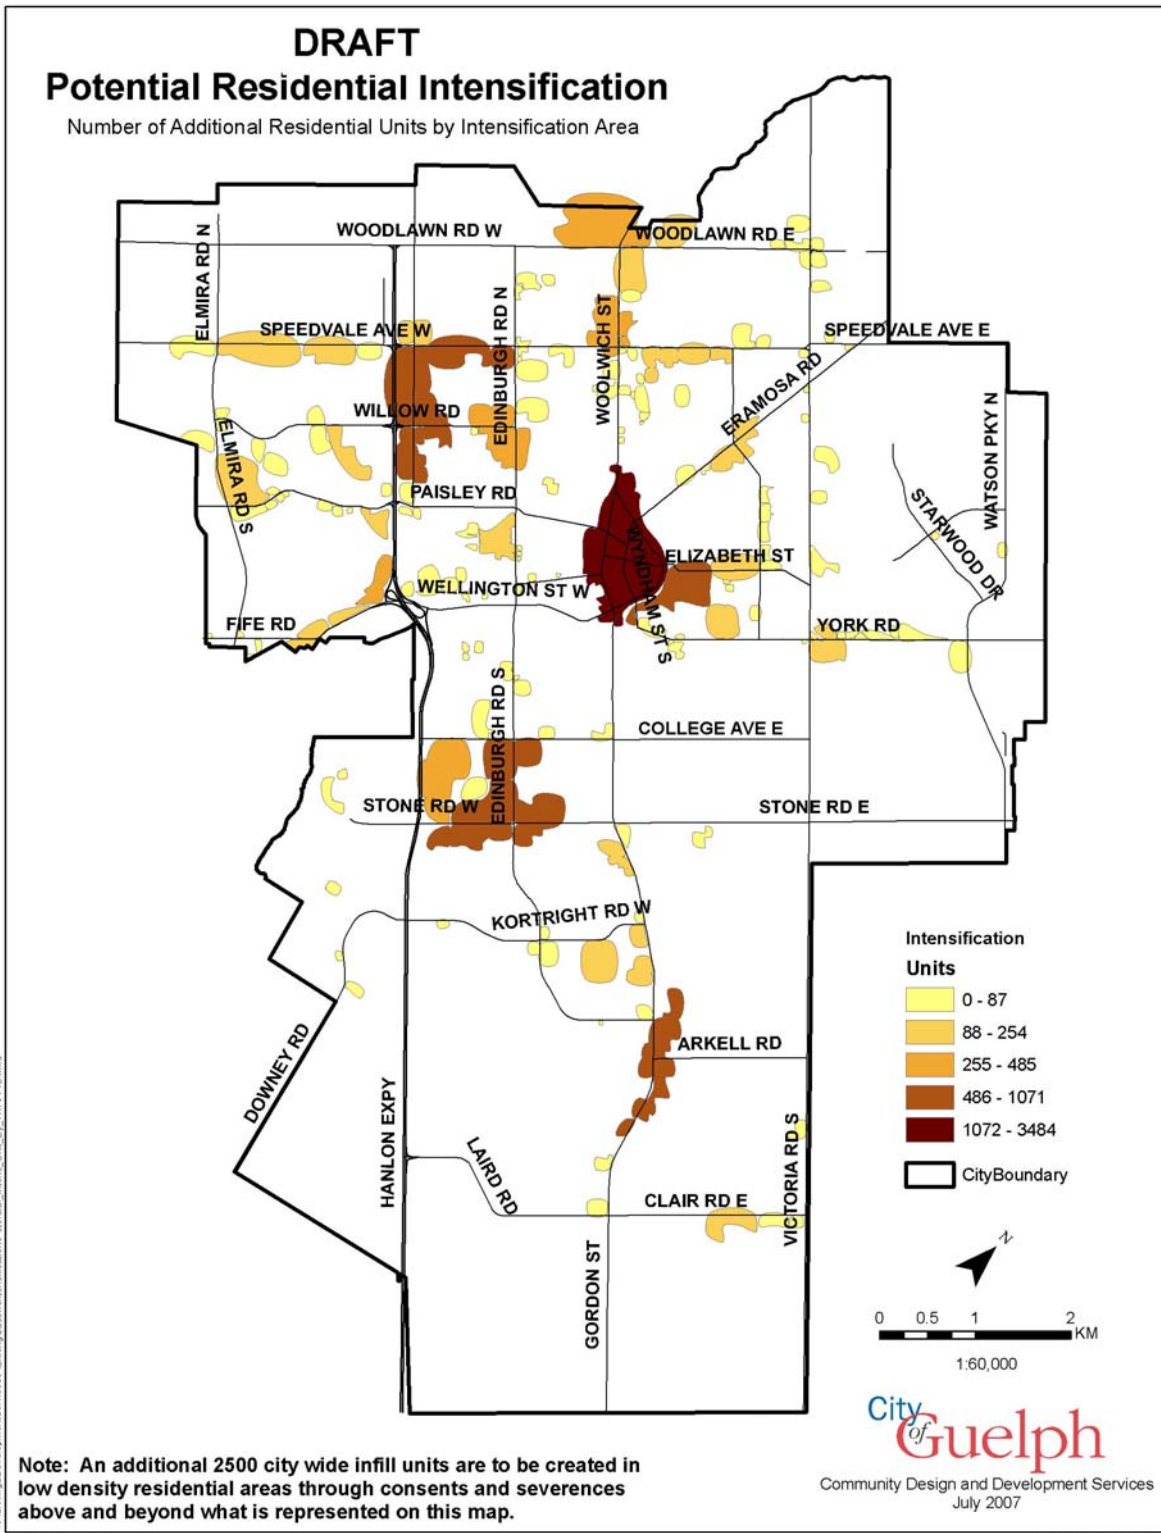 DRAFT
Potential Residential Intensification
Number of Additional Residential Units by Intensification Area
WOODLAWN RD W
WOODLAWN RD E
ELMIRA RD N
SPEEDVALE AVE W
EDINBURGH RD N
WOOLWICH ST
SPEEDVALE AVE E
ERAMOSA RD
WILLOW RD
ELMIRA RD S
WATSON PKY N
PAISLEY RD
STARWOOD DR
WYNDHAM ST S
ELIZABETH ST
WELLINGTON ST W
FIFE RD
YORK RD
EDINBURGH RD S
COLLEGE AVE E
STONE RD W
STONE RD E
KORTRIGHT RD W
DOWNEY RD
ARKELL RD
HANLON EXPY
LAIRD RD
VICTORIA RD S
CLAIR RD E
GORDON ST
Intensification
Units
0 - 87
88 - 254
255 - 485
486 - 1071
1072 - 3484
CityBoundary
N
0 0.5 1 2
KM
1:60,000
City
of Guelph
Community Design and Development Services
July 2007
Note: An additional 2500 city wide infill units are to be created in
low density residential areas through consents and severences
above and beyond what is represented on this map.